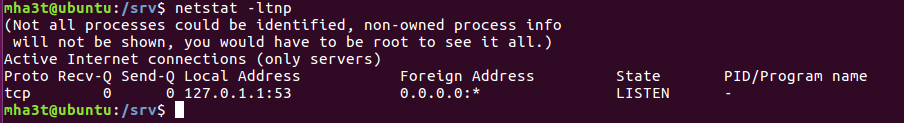 mha3t@ubuntu:/srv$ netstat -ltnp
(Not all processes could be identified, non-owned process info
 will not be shown, you would have to be root to see it all.)
Active Internet connections (only servers)
Proto Recv-Q Send-Q Local Address           Foreign Address         State       PID/Program name
tcp        0      0 127.0.1.1:53            0.0.0.0:*               LISTEN      -
mha3t@ubuntu:/srv$